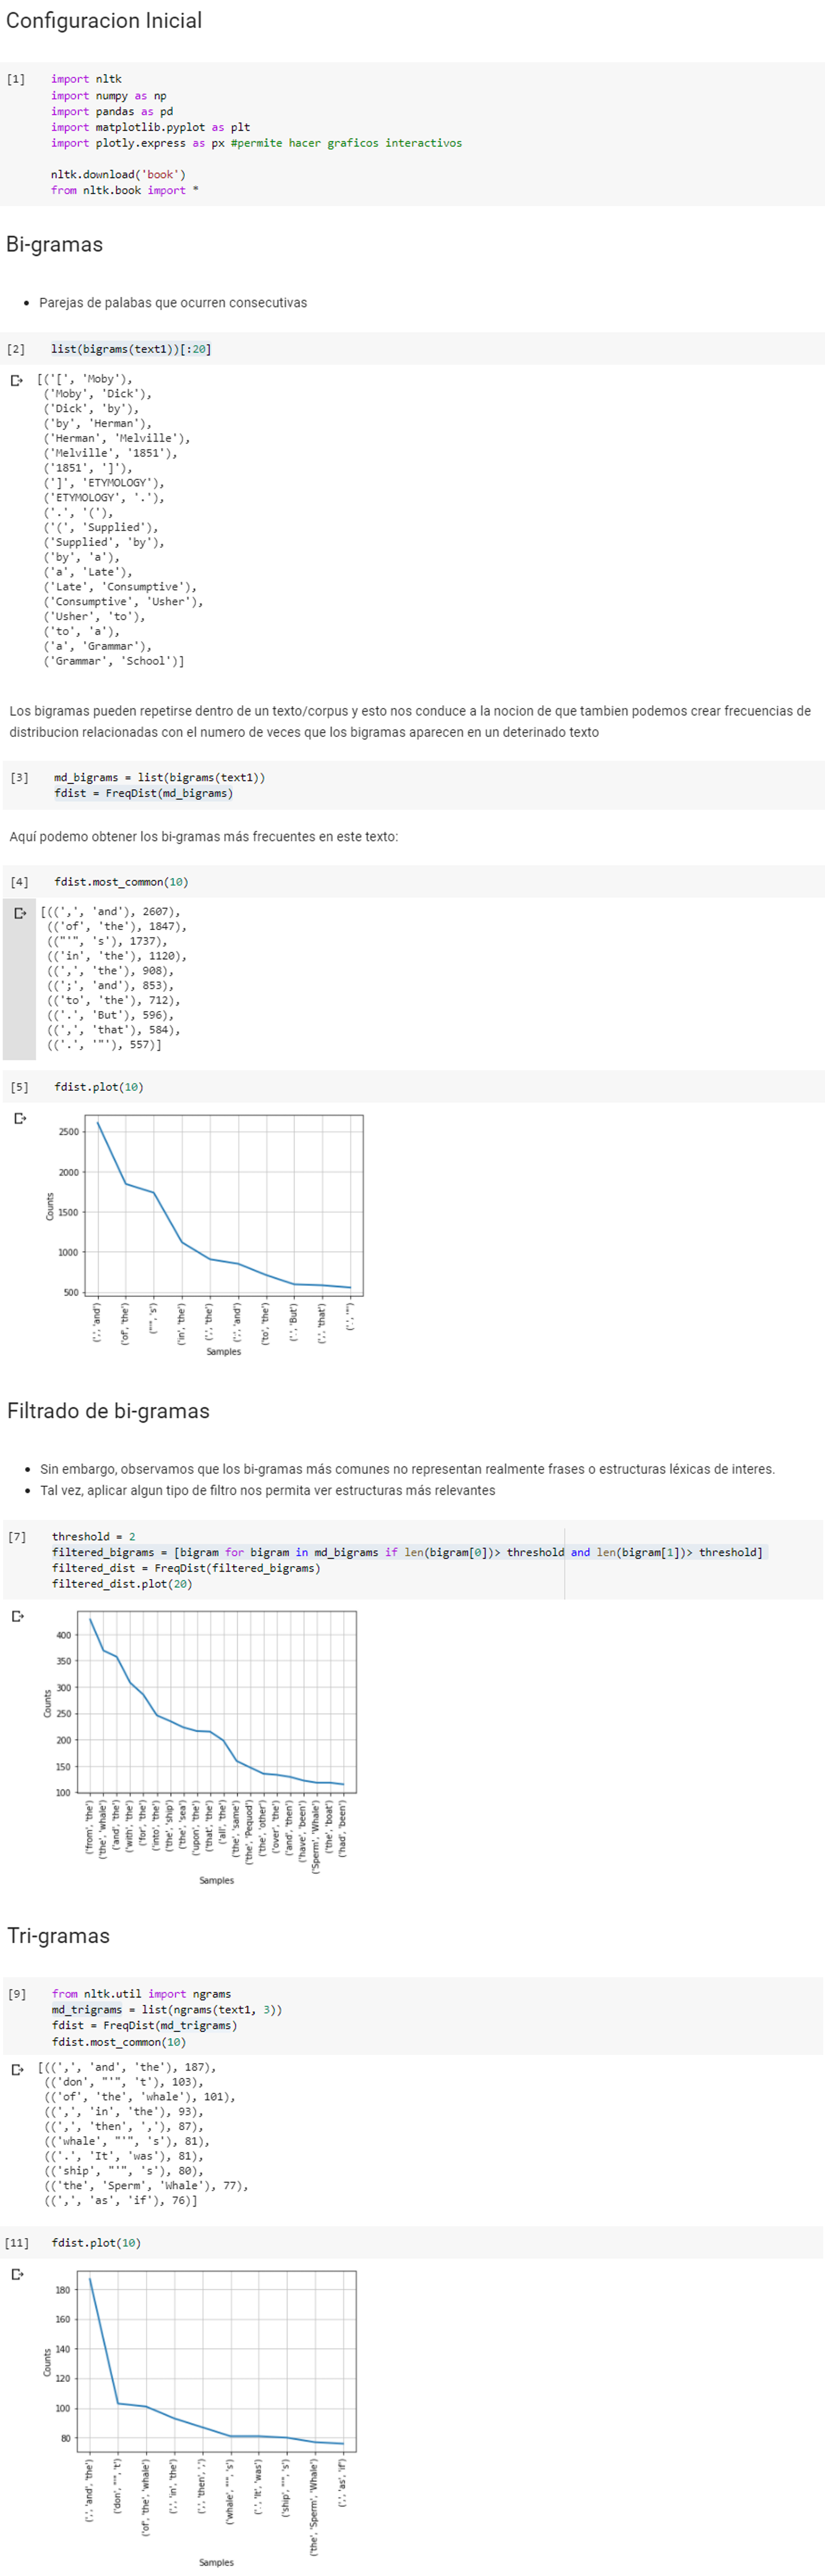 Configuracion Inicial
[1] import nltk
import numpy as np
import pandas as pd
import matplotlib.pyplot as plt
import plotly.express as px #permite hacer graficos interactivos
nltk.download('book')
from nltk.book import *
Bi-gramas
• Parejas de palabas que ocurren consecutivas
[2] list(bigrams(text1))[:20]
[('[', 'Moby'),
('Moby', 'Dick'),
('Dick', 'by'),
('by', 'Herman'),
('Herman', 'Melville'),
('Melville', '1851'),
('1851', ']'),
(']', 'ETYMOLOGY'),
('ETYMOLOGY', '.'),
('.', '('),
('(', 'Supplied'),
('Supplied', 'by'),
('by', 'a'),
('a', 'Late'),
('Late', 'Consumptive'),
('Consumptive', 'Usher'),
('Usher', 'to'),
('to', 'a'),
('a', 'Grammar'),
('Grammar', 'School')]
Los bigramas pueden repetirse dentro de un texto/corpus y esto nos conduce a la nocion de que tambien podemos crear frecuencias de
distribucion relacionadas con el numero de veces que los bigramas aparecen en un deterinado texto
[3] md_bigrams = list(bigrams(text1))
fdist = FreqDist(md_bigrams)
Aquí podemo obtener los bi-gramas más frecuentes en este texto:
[4] fdist.most_common(10)
[((',', 'and'), 2607),
(('of', 'the'), 1847),
(("'", 's'), 1737),
(('in', 'the'), 1120),
((',', 'the'), 908),
((';', 'and'), 853),
(('to', 'the'), 712),
(('.', 'But'), 596),
((',', 'that'), 584),
(('.', '"'), 557)]
[5] fdist.plot(10)
2500
2000
1500
1000
500
Counts
(',', 'and')
('of', 'the')
("'", 's')
('in', 'the')
(',', 'the')
(';', 'and')
('to', 'the')
('.', 'But')
(',', 'that')
('.', '"')
Samples
Filtrado de bi-gramas
• Sin embargo, observamos que los bi-gramas más comunes no representan realmente frases o estructuras léxicas de interes.
• Tal vez, aplicar algun tipo de filtro nos permita ver estructuras más relevantes
[7] threshold = 2
filtered_bigrams = [bigram for bigram in md_bigrams if len(bigram[0])> threshold and len(bigram[1])> threshold]
filtered_dist = FreqDist(filtered_bigrams)
filtered_dist.plot(20)
400
350
300
250
200
150
100
Counts
('from', 'the')
('the', 'whale')
('and', 'the')
('with', 'the')
('for', 'the')
('into', 'the')
('the', 'ship')
('the', 'sea')
('upon', 'the')
('that', 'the')
('all', 'the')
('the', 'same')
('the', 'Pequod')
('the', 'other')
('over', 'the')
('and', 'then')
('have', 'been')
('Sperm', 'Whale')
('the', 'boat')
('had', 'been')
Samples
Tri-gramas
[9] from nltk.util import ngrams
md_trigrams = list(ngrams(text1, 3))
fdist = FreqDist(md_trigrams)
fdist.most_common(10)
[((',', 'and', 'the'), 187),
(('don', "'", 't'), 103),
(('of', 'the', 'whale'), 101),
((',', 'in', 'the'), 93),
((',', 'then', ','), 87),
(('whale', "'", 's'), 81),
(('.', 'It', 'was'), 81),
(('ship', "'", 's'), 80),
(('the', 'Sperm', 'Whale'), 77),
((',', 'as', 'if'), 76)]
[11] fdist.plot(10)
180
160
140
120
100
80
Counts
(',', 'and', 'the')
('don', "'", 't')
('of', 'the', 'whale')
(',', 'in', 'the')
(',', 'then', ',')
('whale', "'", 's')
('.', 'It', 'was')
('ship', "'", 's')
('the', 'Sperm', 'Whale')
(',', 'as', 'if')
Samples